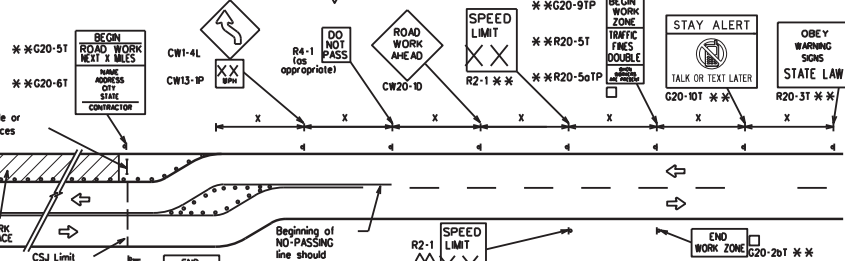 * *G20-5T
* *G20-6T
BEGIN
ROAD WORK
NEXT X MILES
NAME
ADDRESS
CITY
STATE
CONTRACTOR
CW1-4L
CW13-1P
XX
MPH
R4-1
(as
appropriate)
DO
NOT
PASS
ROAD
WORK
AHEAD
CW20-1D
SPEED
LIMIT
X X
R2-1 * *
* *G20-9TP
* *R20-5T
* *R20-5aTP
BEGIN
WORK
ZONE
TRAFFIC
FINES
DOUBLE
WHEN
WORKERS
ARE PRESENT
STAY ALERT
TALK OR TEXT LATER
G20-10T * *
OBEY
WARNING
SIGNS
STATE LAW
R20-3T * *
X X X X X X X
CSJ Limit
END
Beginning of
NO-PASSING
line should
R2-1
SPEED
LIMIT
X X
END
WORK ZONE
G20-2bT * *